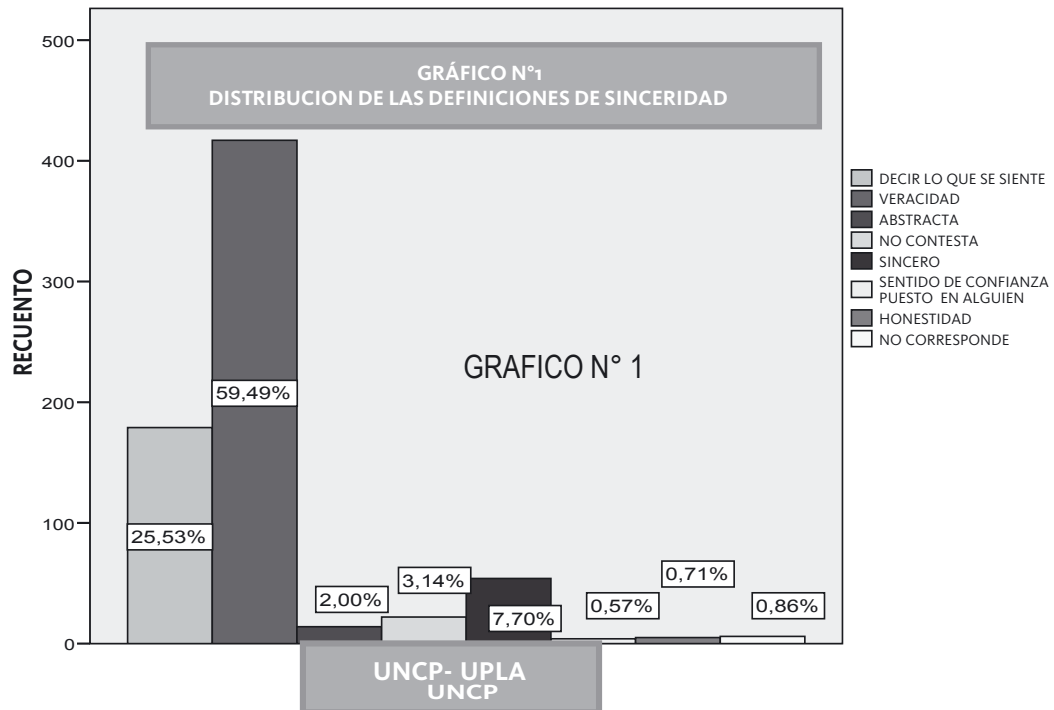 GRÁFICO N°1
DISTRIBUCION DE LAS DEFINICIONES DE SINCERIDAD
500
400
300
200
100
0
RECUENTO
GRAFICO N° 1
25,53%
59,49%
2,00%
3,14%
7,70%
0,57%
0,71%
0,86%
DECIR LO QUE SE SIENTE
VERACIDAD
ABSTRACTA
NO CONTESTA
SINCERO
SENTIDO DE CONFIANZA
PUESTO EN ALGUIEN
HONESTIDAD
NO CORRESPONDE
UNCP- UPLA
UNCP